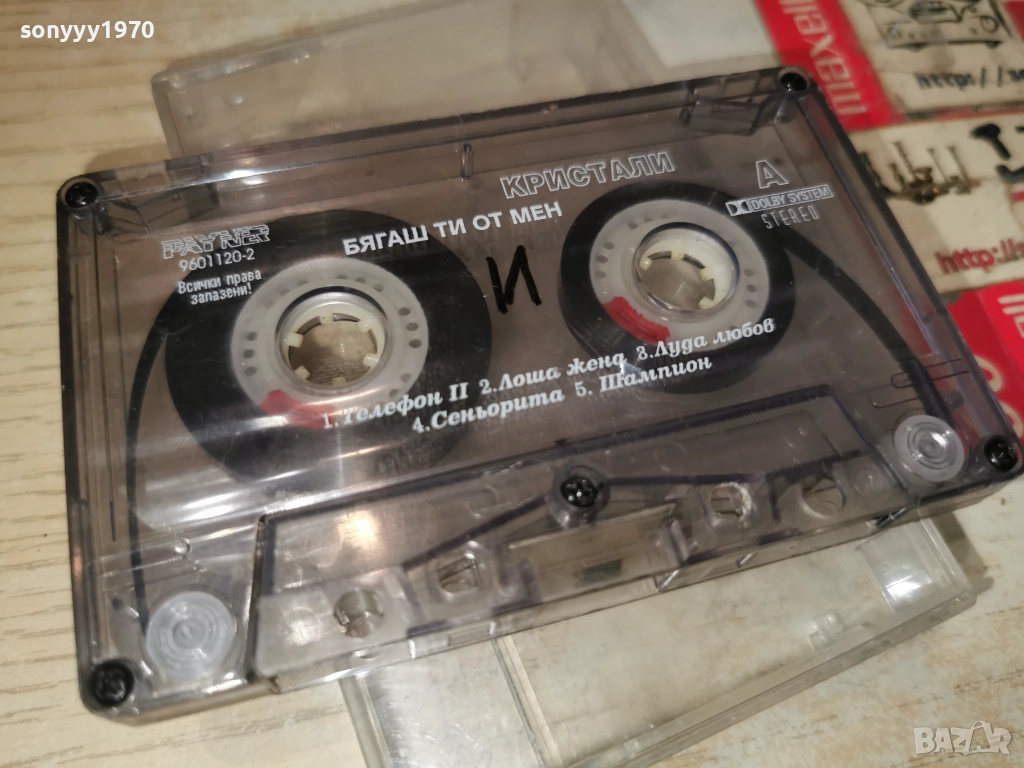 sonyyy1970
maxell
http://
КРИСТАЛИ
A
БЯГАШ ТИ ОТ МЕН
DOLBY SYSTEM
STEREO
PAYNER
9601120-2
Всички права
запазени!
И
1.Телефон II 2.Лоша жена 3.Луда любов
4.Сеньорита 5. Шампион
http:/
BAZAR